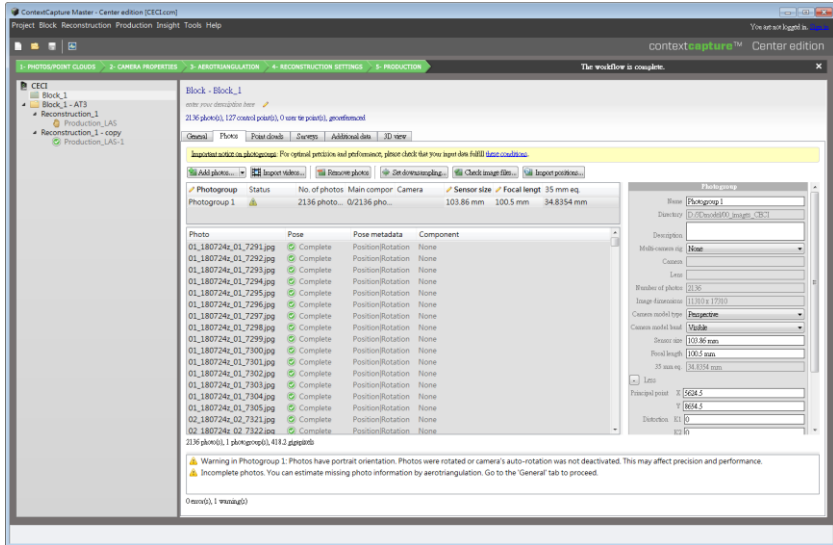 ContextCapture Master - Center edition [CECI.ccm]
Project Block Reconstruction Production Insight Tools Help
You are not logged in. Sign in
contextcapture™ Center edition
1- PHOTOS/POINT CLOUDS 2- CAMERA PROPERTIES 3- AEROTRIANGULATION 4- RECONSTRUCTION SETTINGS 5- PRODUCTION The workflow is complete. ×
CECI
Block_1
Block_1 - AT3
Reconstruction_1
Production_LAS
Reconstruction_1 - copy
Production_LAS-1
Block - Block_1
enter your description here
2136 photo(s), 127 control point(s), 0 user tie point(s), georeferenced
General Photos Point clouds Surveys Additional data 3D view
Important notice on photogroups: For optimal precision and performance, please check that your input data fulfill these conditions.
Add photos... Import videos... Remove photos Set downsampling... Check image files... Import positions...
Photogroup Status No. of photos Main compor Camera Sensor size Focal lengt 35 mm eq.
Photogroup 1 2136 photo... 0/2136 pho... 103.86 mm 100.5 mm 34.8354 mm
Photo Pose Pose metadata Component
01_180724z_01_7291.jpg Complete Position|Rotation None
01_180724z_01_7292.jpg Complete Position|Rotation None
01_180724z_01_7293.jpg Complete Position|Rotation None
01_180724z_01_7294.jpg Complete Position|Rotation None
01_180724z_01_7295.jpg Complete Position|Rotation None
01_180724z_01_7296.jpg Complete Position|Rotation None
01_180724z_01_7297.jpg Complete Position|Rotation None
01_180724z_01_7298.jpg Complete Position|Rotation None
01_180724z_01_7299.jpg Complete Position|Rotation None
01_180724z_01_7300.jpg Complete Position|Rotation None
01_180724z_01_7301.jpg Complete Position|Rotation None
01_180724z_01_7302.jpg Complete Position|Rotation None
01_180724z_01_7303.jpg Complete Position|Rotation None
01_180724z_01_7304.jpg Complete Position|Rotation None
01_180724z_01_7305.jpg Complete Position|Rotation None
02_180724z_02_7321.jpg Complete Position|Rotation None
02_180724z_02_7322.jpg Complete Position|Rotation None
Photogroup
Name Photogroup 1
Directory D:/3Dmodel/00_images_CECI
Description
Multi-camera rig None
Camera
Lens
Number of photos 2136
Image dimensions 11310 x 17310
Camera model type Perspective
Camera model band Visible
Sensor size 103.86 mm
Focal length 100.5 mm
35 mm eq. 34.8354 mm
Less
Principal point X 5624.5
Y 8654.5
Distortion K1 0
K2 0
2136 photo(s), 1 photogroup(s), 418.2 gigapixels
Warning in Photogroup 1: Photos have portrait orientation. Photos were rotated or camera's auto-rotation was not deactivated. This may affect precision and performance.
Incomplete photos. You can estimate missing photo information by aerotriangulation. Go to the 'General' tab to proceed.
0 error(s), 1 warning(s)